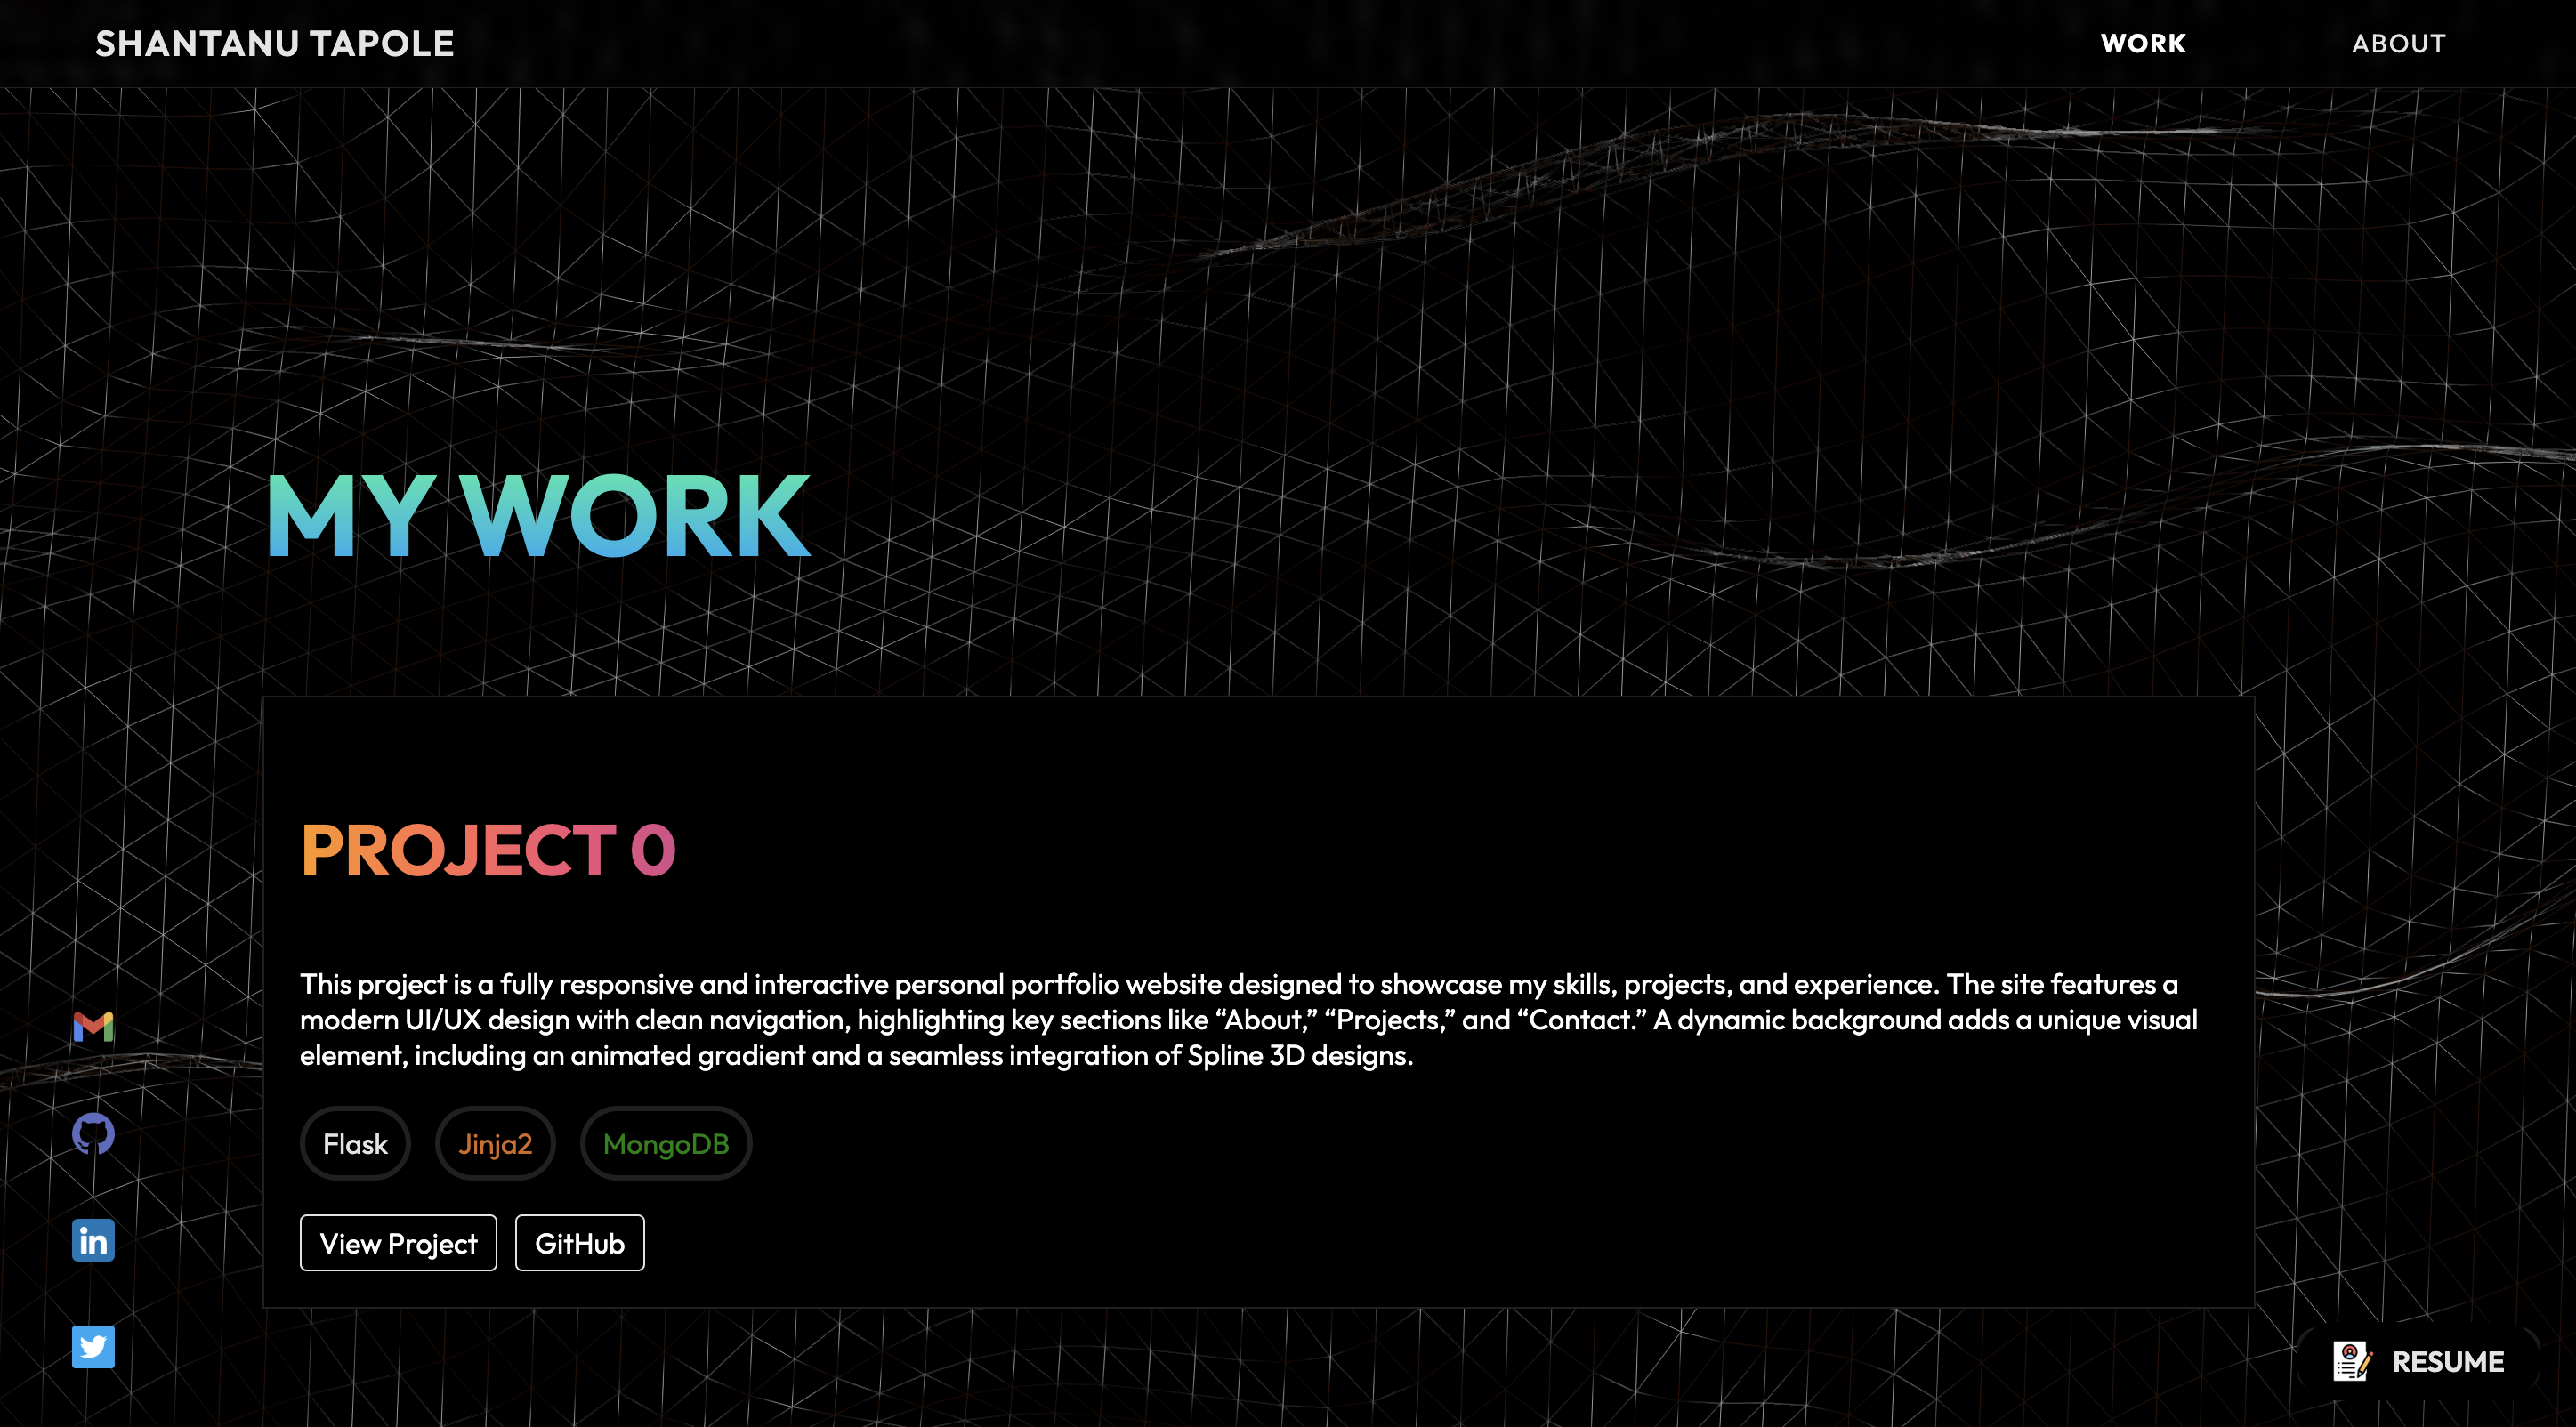 SHANTANU TAPOLE
WORK
ABOUT
MY WORK
PROJECT 0
This project is a fully responsive and interactive personal portfolio website designed to showcase my skills, projects, and experience. The site features a
modern UI/UX design with clean navigation, highlighting key sections like “About,” “Projects,” and “Contact.” A dynamic background adds a unique visual
element, including an animated gradient and a seamless integration of Spline 3D designs.
Flask
Jinja2
MongoDB
View Project
GitHub
in
RESUME